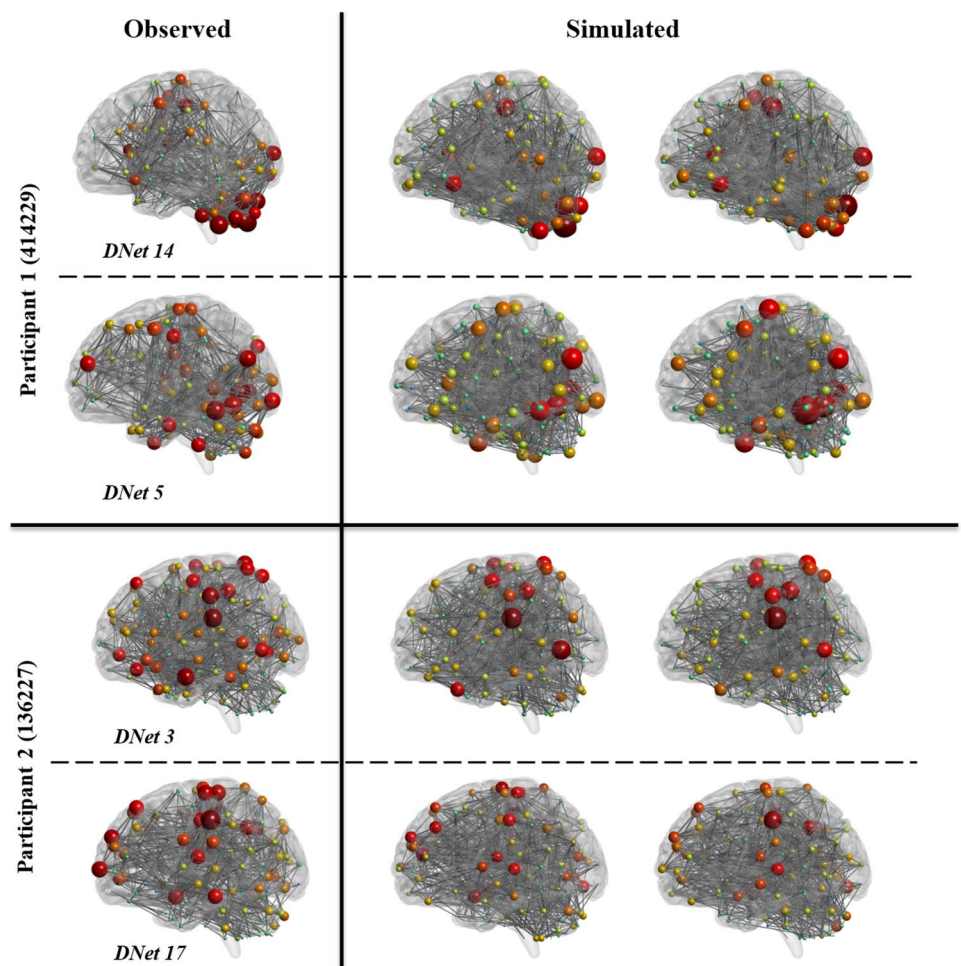 Observed
Simulated
Participant 1 (414229)
DNet 14
DNet 5
Participant 2 (136227)
DNet 3
DNet 17